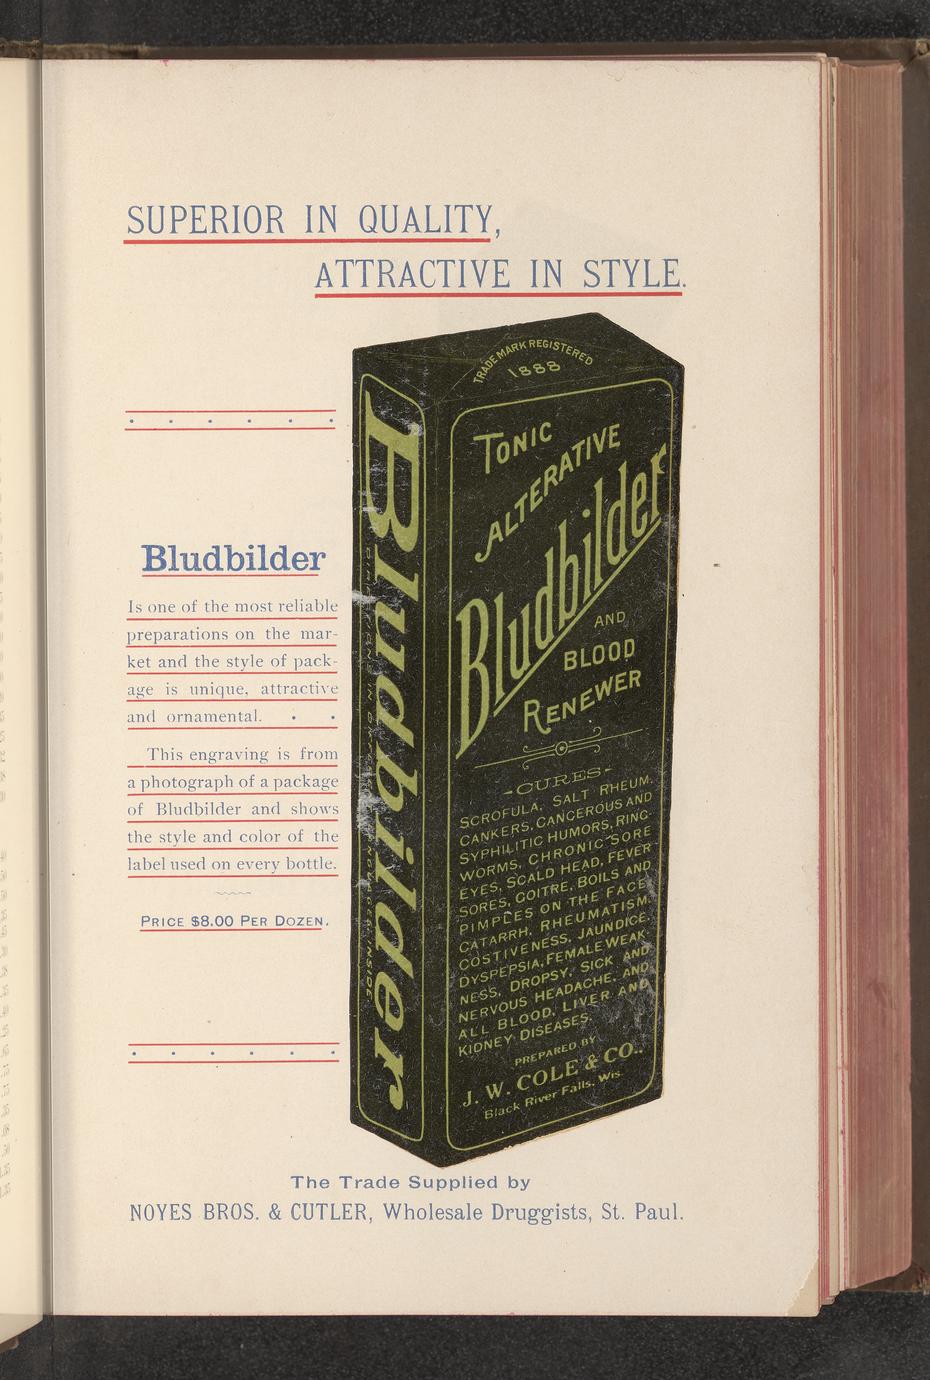 SUPERIOR IN QUALITY,
ATTRACTIVE IN STYLE.
Bludbilder
Is one of the most reliable
preparations on the mar-
ket and the style of pack-
age is unique, attractive
and ornamental.
This engraving is from
a photograph of a package
of Bludbilder and shows
the style and color of the
label used on every bottle.
PRICE $8.00 PER DOZEN.
Bludbilder
TRADE MARK REGISTERED
1888
TONIC
ALTERATIVE
Bludbilder
AND
BLOOD
RENEWER
-CURES-
SCROFULA, SALT RHEUM,
CANKERS, CANCEROUS AND
SYPHILITIC HUMORS, RING-
WORMS, CHRONIC SORE
EYES, SCALD HEAD, FEVER
SORES, GOITRE, BOILS AND
PIMPLES ON THE FACE,
CATARRH, RHEUMATISM,
COSTIVENESS, JAUNDICE,
DYSPEPSIA, FEMALE WEAK-
NESS, DROPSY, SICK AND
NERVOUS HEADACHE, AND
ALL BLOOD, LIVER AND
KIDNEY DISEASES.
PREPARED BY
J. W. COLE & CO.,
Black River Falls, Wis.
The Trade Supplied by
NOYES BROS. & CUTLER, Wholesale Druggists, St. Paul.